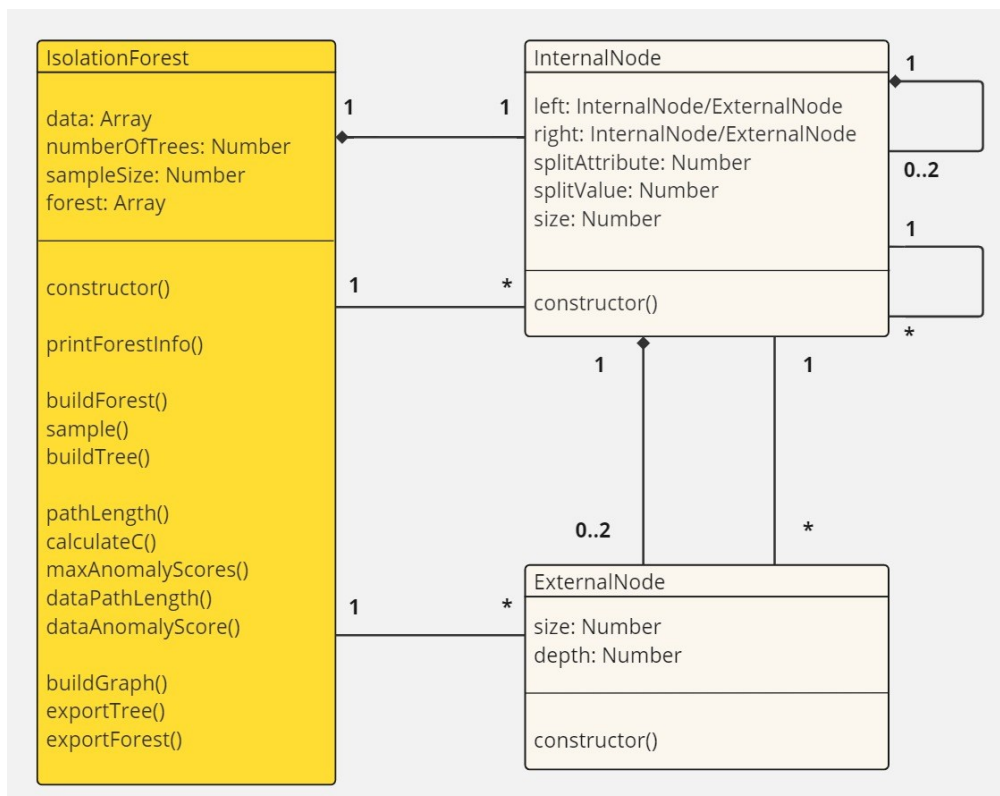 IsolationForest
data: Array
numberOfTrees: Number
sampleSize: Number
forest: Array
constructor()
printForestInfo()
buildForest()
sample()
buildTree()
pathLength()
calculateC()
maxAnomalyScores()
dataPathLength()
dataAnomalyScore()
buildGraph()
exportTree()
exportForest()
1
1
1
*
1
*
InternalNode
left: InternalNode/ExternalNode
right: InternalNode/ExternalNode
splitAttribute: Number
splitValue: Number
size: Number
constructor()
1
0..2
1
*
1
1
0..2
*
ExternalNode
size: Number
depth: Number
constructor()